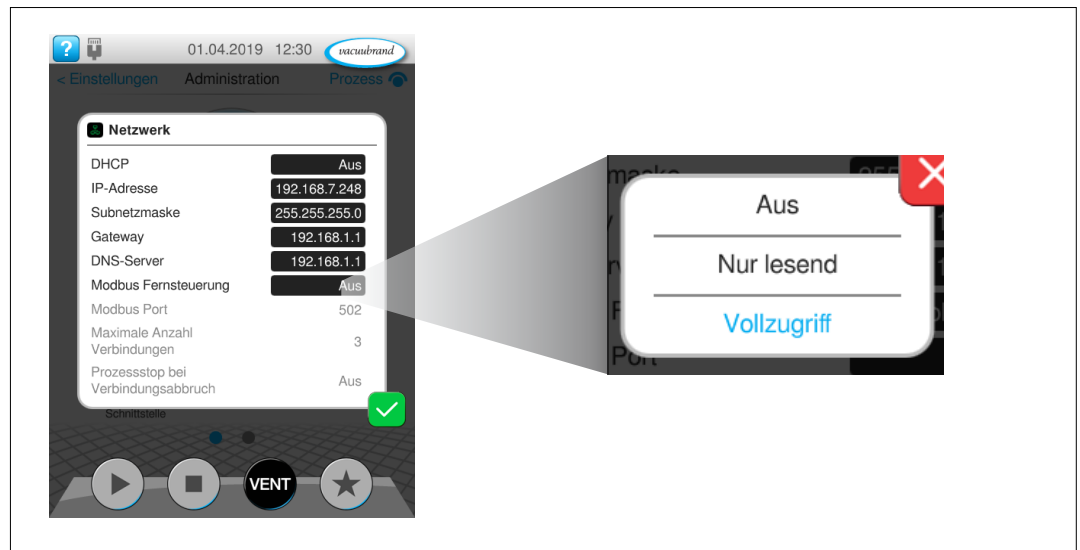 ?
01.04.2019 12:30
vacuubrand
< Einstellungen Administration Prozess
Netzwerk
DHCP Aus
IP-Adresse 192.168.7.248
Subnetzmaske 255.255.255.0
Gateway 192.168.1.1
DNS-Server 192.168.1.1
Modbus Fernsteuerung Aus
Modbus Port 502
Maximale Anzahl
Verbindungen 3
Prozessstop bei
Verbindungsabbruch Aus
Schnittstelle
VENT
Aus
Nur lesend
Vollzugriff
Port